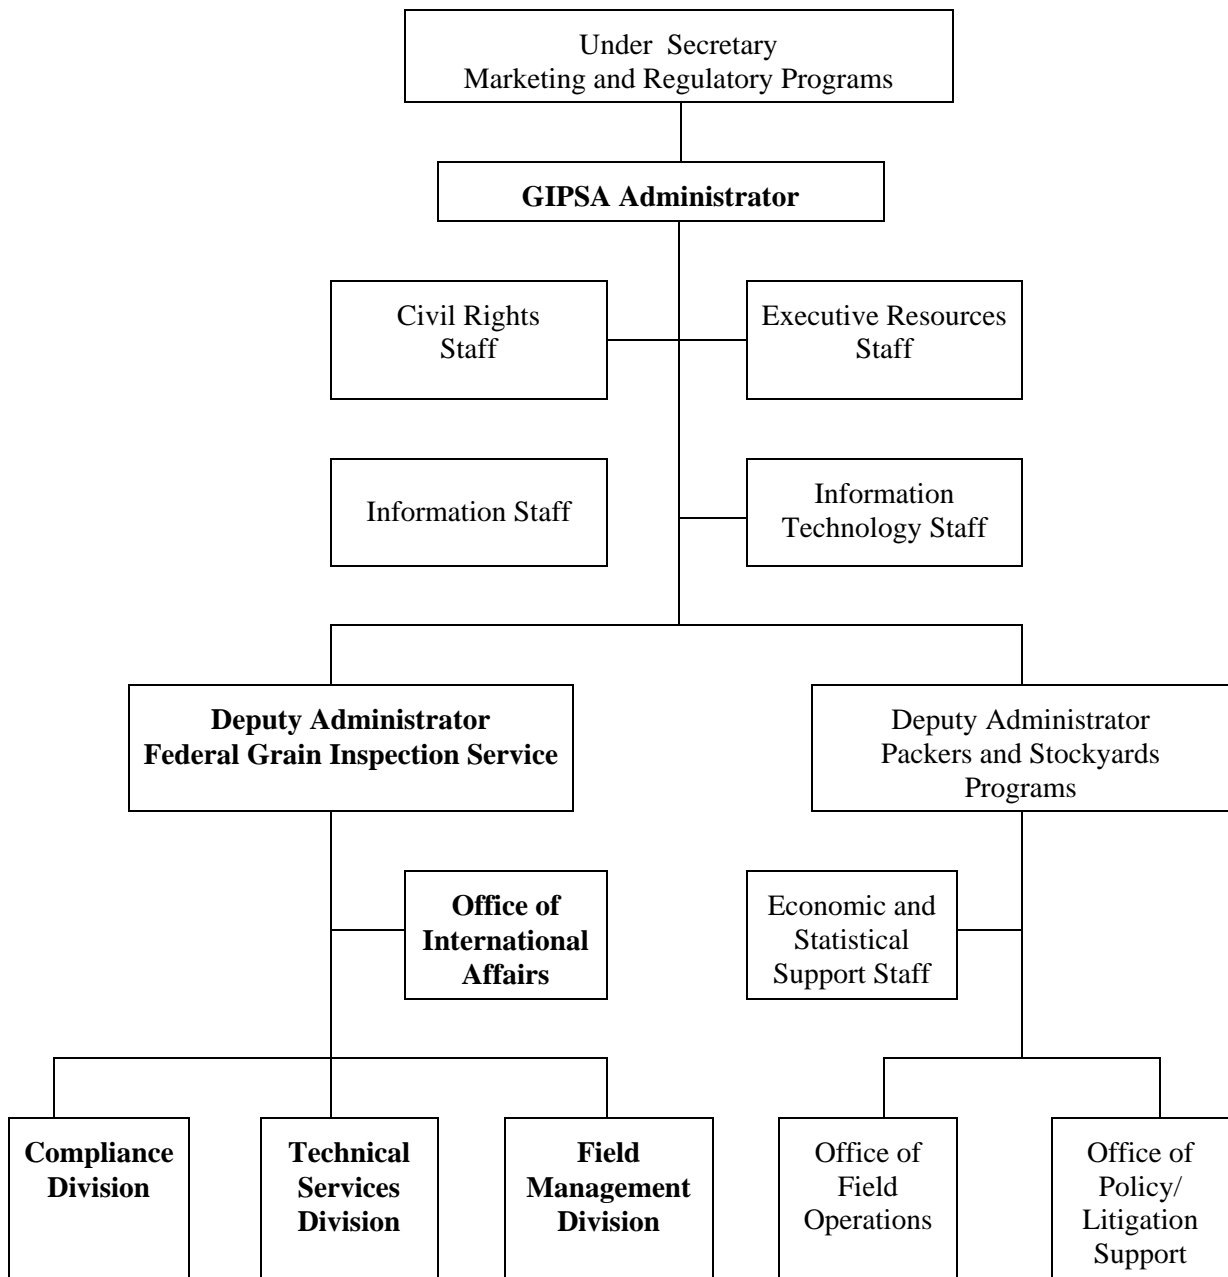 Under Secretary
Marketing and Regulatory Programs
GIPSA Administrator
Civil Rights
Staff
Executive Resources
Staff
Information Staff
Information
Technology Staff
Deputy Administrator
Federal Grain Inspection Service
Deputy Administrator
Packers and Stockyards
Programs
Office of
International
Affairs
Economic and
Statistical
Support Staff
Compliance
Division
Technical
Services
Division
Field
Management
Division
Office of
Field
Operations
Office of
Policy/
Litigation
Support